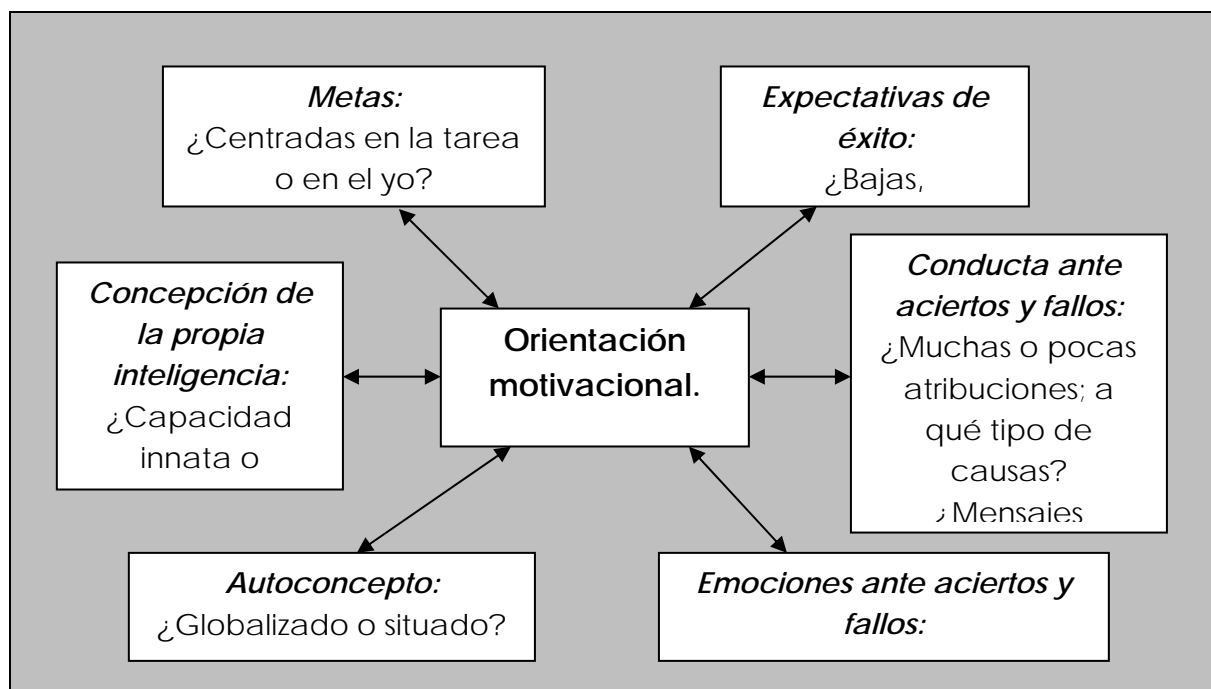 Metas:
¿Centradas en la tarea
o en el yo?
Expectativas de
éxito:
¿Bajas,
Concepción de
la propia
inteligencia:
¿Capacidad
innata o
Orientación
motivacional.
Conducta ante
aciertos y fallos:
¿Muchas o pocas
atribuciones; a
qué tipo de
causas?
¿Mensajes
Autoconcepto:
¿Globalizado o situado?
Emociones ante aciertos y
fallos: